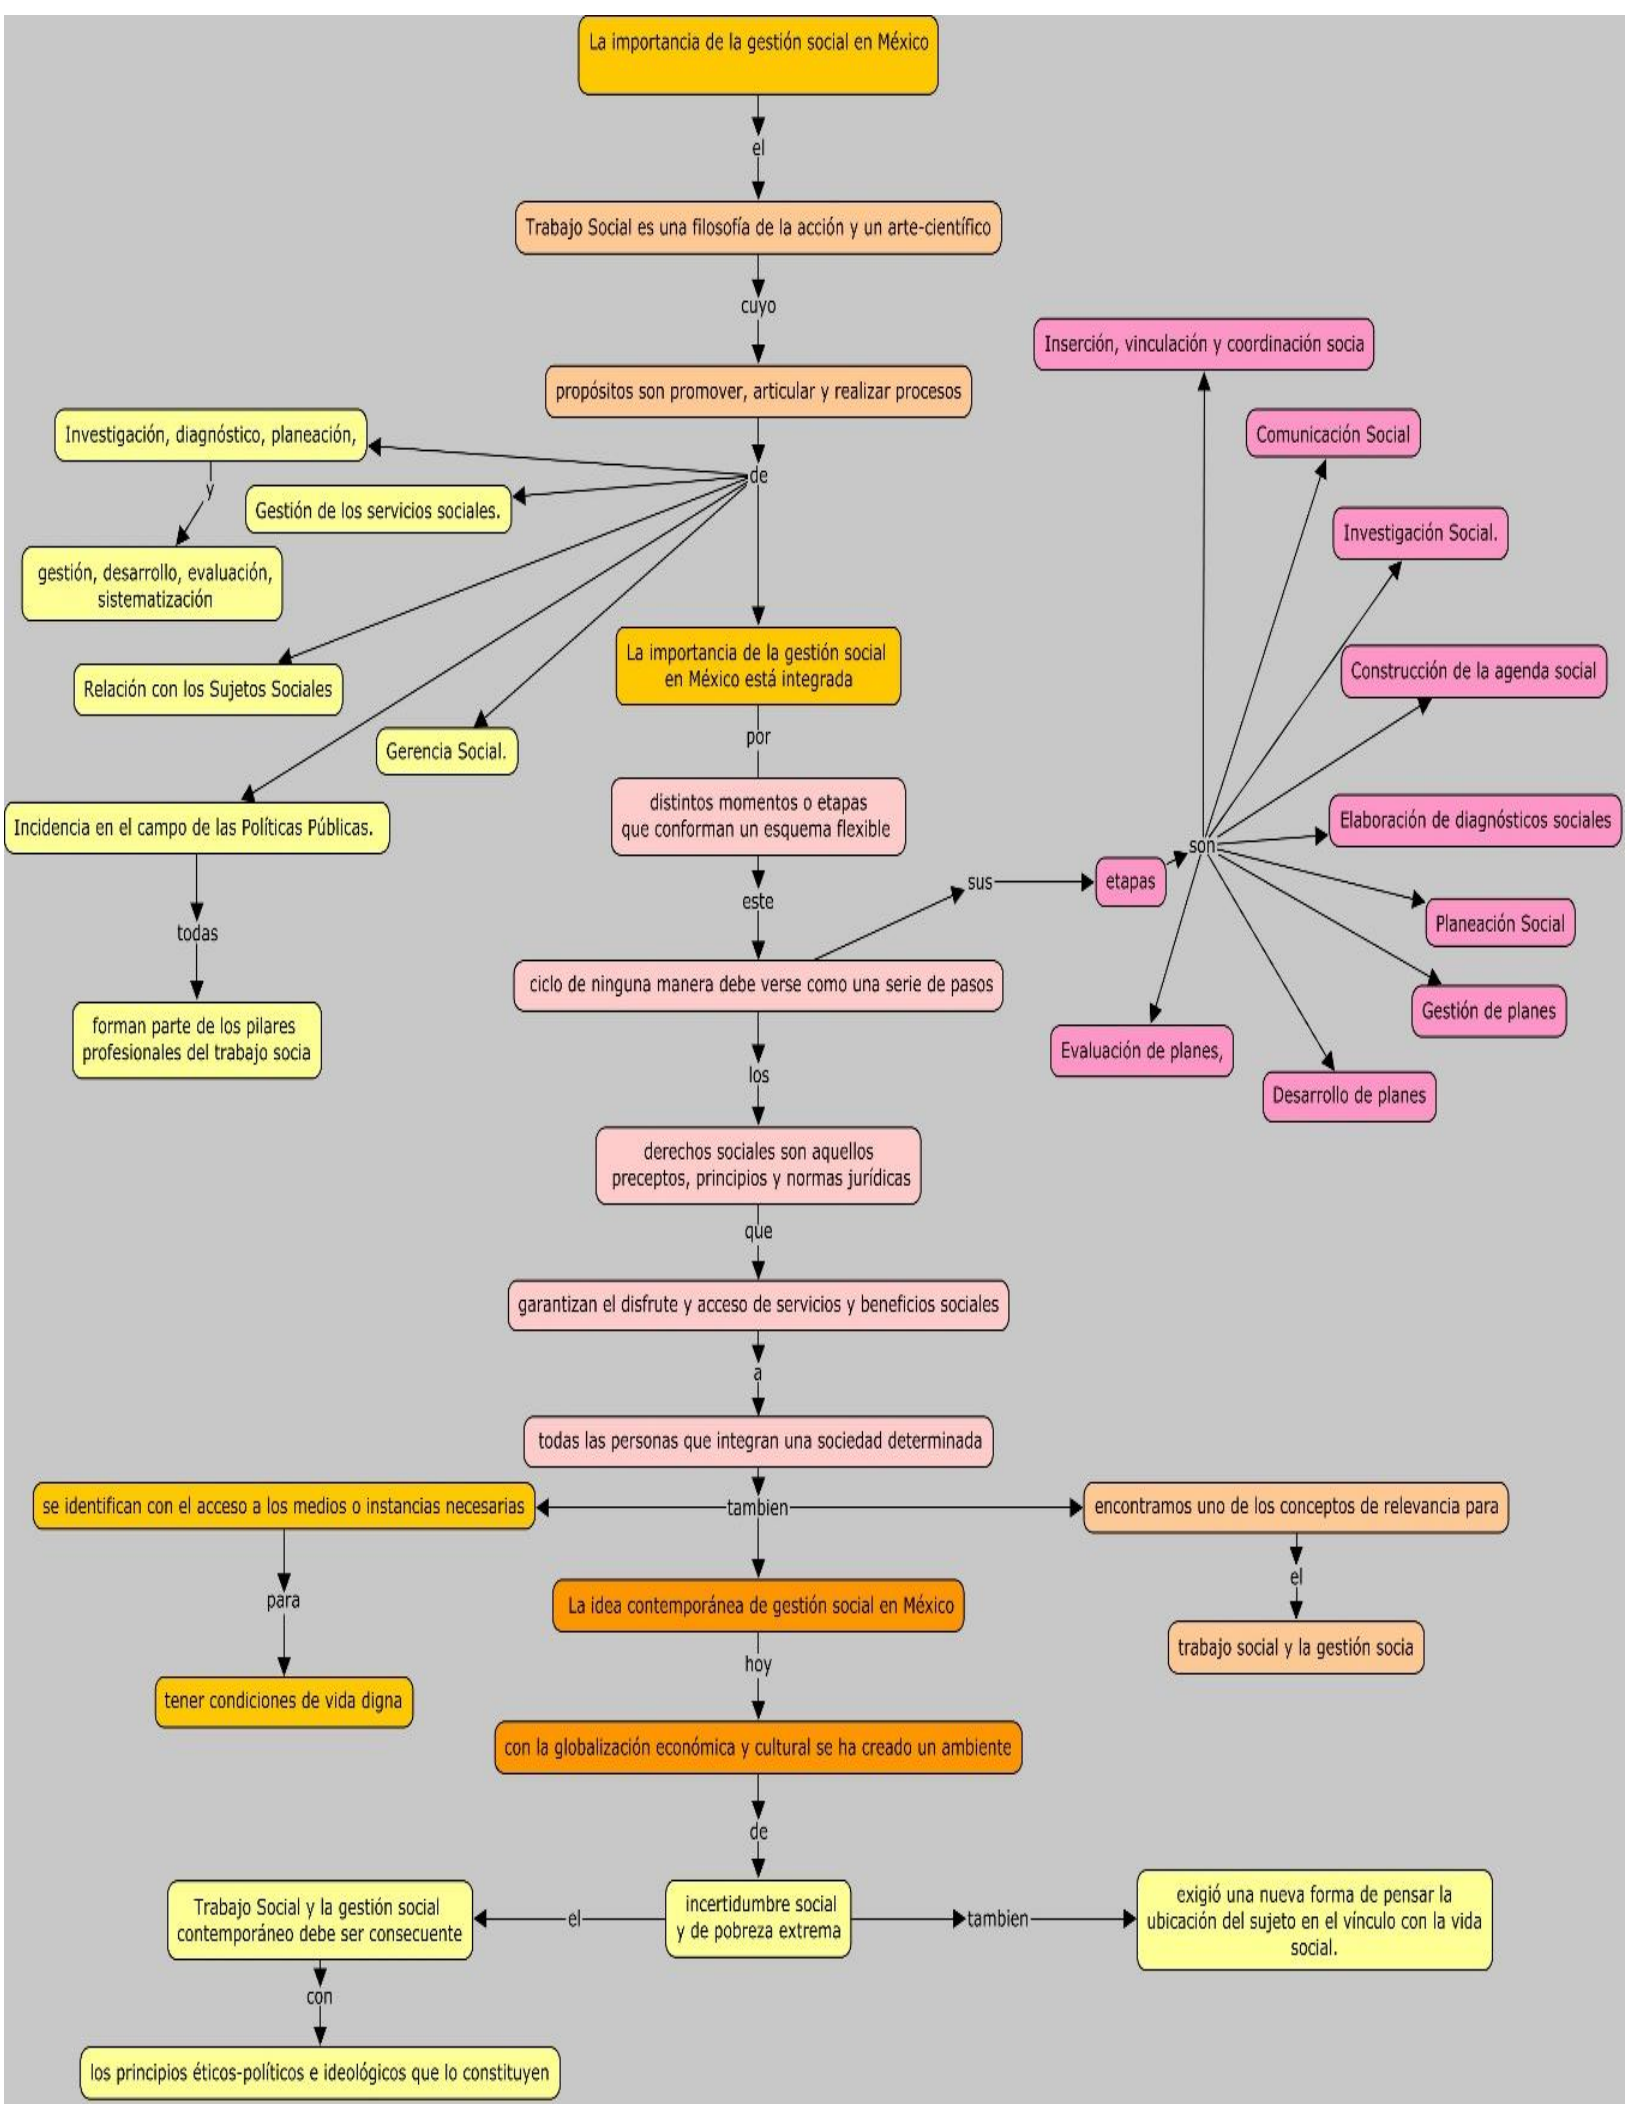 La importancia de la gestión social en México
el
Trabajo Social es una filosofía de la acción y un arte-científico
cuyo
propósitos son promover, articular y realizar procesos
de
Investigación, diagnóstico, planeación,
y
gestión, desarrollo, evaluación,
sistematización
Gestión de los servicios sociales.
Relación con los Sujetos Sociales
Gerencia Social.
Incidencia en el campo de las Políticas Públicas.
todas
forman parte de los pilares
profesionales del trabajo socia
La importancia de la gestión social
en México está integrada
por
distintos momentos o etapas
que conforman un esquema flexible
este
ciclo de ninguna manera debe verse como una serie de pasos
sus
etapas
son
Inserción, vinculación y coordinación socia
Comunicación Social
Investigación Social.
Construcción de la agenda social
Elaboración de diagnósticos sociales
Planeación Social
Gestión de planes
Desarrollo de planes
Evaluación de planes,
los
derechos sociales son aquellos
preceptos, principios y normas jurídicas
que
garantizan el disfrute y acceso de servicios y beneficios sociales
a
todas las personas que integran una sociedad determinada
tambien
se identifican con el acceso a los medios o instancias necesarias
para
tener condiciones de vida digna
encontramos uno de los conceptos de relevancia para
el
trabajo social y la gestión socia
La idea contemporánea de gestión social en México
hoy
con la globalización económica y cultural se ha creado un ambiente
de
incertidumbre social
y de pobreza extrema
el
Trabajo Social y la gestión social
contemporáneo debe ser consecuente
con
los principios éticos-políticos e ideológicos que lo constituyen
tambien
exigió una nueva forma de pensar la
ubicación del sujeto en el vínculo con la vida
social.